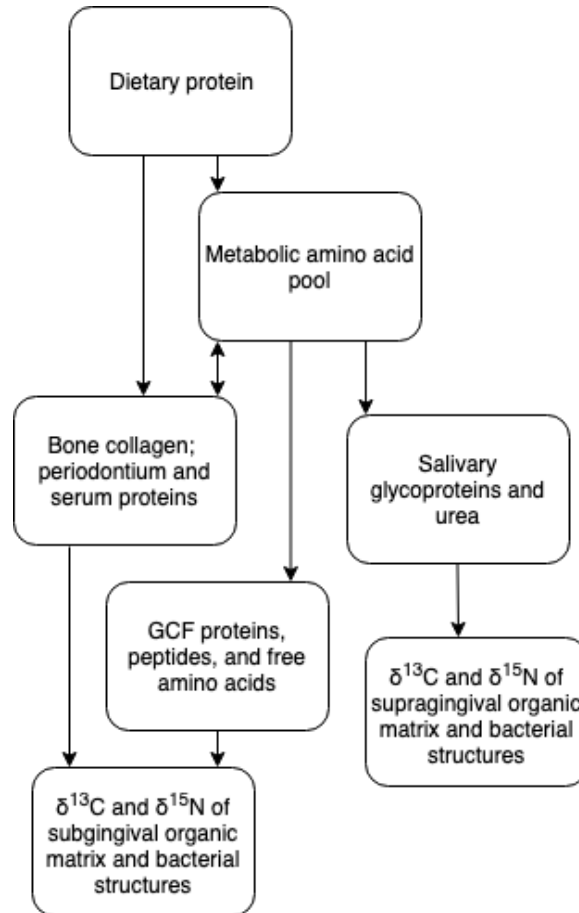 Dietary protein
Metabolic amino acid
pool
Bone collagen;
periodontium and
serum proteins
Salivary
glycoproteins and
urea
GCF proteins,
peptides, and free
amino acids
δ¹³C and δ¹⁵N of
supragingival organic
matrix and bacterial
structures
δ¹³C and δ¹⁵N of
subgingival organic
matrix and bacterial
structures